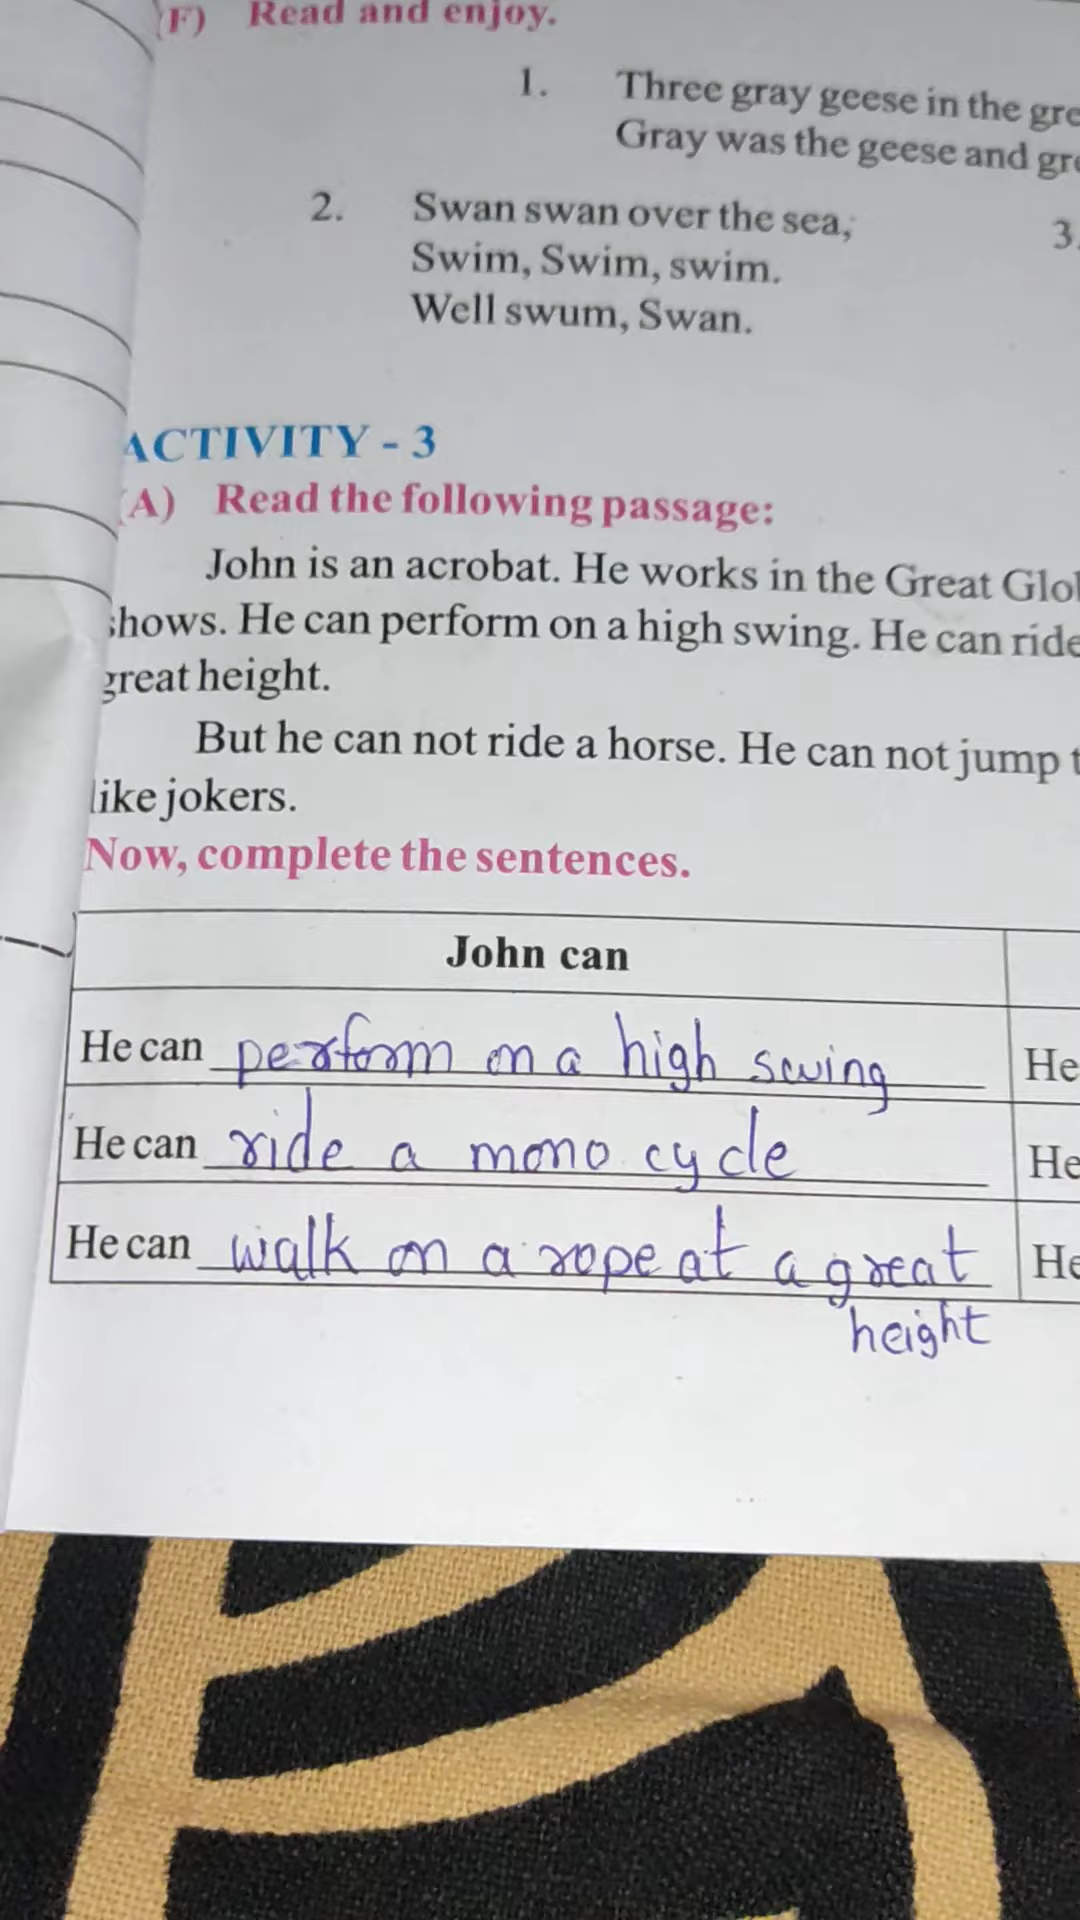 (F) Read and enjoy.
1. Three gray geese in the
Gray was the geese and
2. Swan swan over the sea,
3.
Swim, Swim, swim.
Well swum, Swan.
ACTIVITY - 3
(A) Read the following passage:
John is an acrobat. He works in the Great
shows. He can perform on a high swing. He can ride
great height.
But he can not ride a horse. He can not jump
like jokers.
Now, complete the sentences.
John can
He can perform on a high swing He
He can ride a mono cycle He
He can walk on a rope at a great He
height